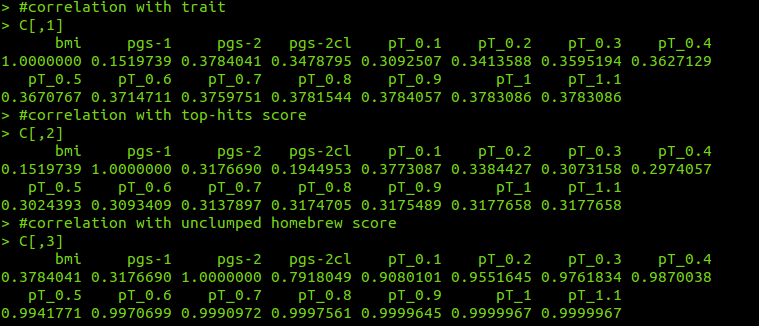 > #correlation with trait
> C[,1]
bmi pgs-1 pgs-2 pgs-2cl pT_0.1 pT_0.2 pT_0.3 pT_0.4
1.0000000 0.1519739 0.3784041 0.3478795 0.3092507 0.3413588 0.3595194 0.3627129
pT_0.5 pT_0.6 pT_0.7 pT_0.8 pT_0.9 pT_1 pT_1.1
0.3670767 0.3714711 0.3759751 0.3781544 0.3784057 0.3783086 0.3783086
> #correlation with top-hits score
> C[,2]
bmi pgs-1 pgs-2 pgs-2cl pT_0.1 pT_0.2 pT_0.3 pT_0.4
0.1519739 1.0000000 0.3176690 0.1944953 0.3773087 0.3384427 0.3073158 0.2974057
pT_0.5 pT_0.6 pT_0.7 pT_0.8 pT_0.9 pT_1 pT_1.1
0.3024393 0.3093409 0.3137897 0.3174705 0.3175489 0.3177658 0.3177658
> #correlation with unclumped homebrew score
> C[,3]
bmi pgs-1 pgs-2 pgs-2cl pT_0.1 pT_0.2 pT_0.3 pT_0.4
0.3784041 0.3176690 1.0000000 0.7918049 0.9080101 0.9551645 0.9761834 0.9870038
pT_0.5 pT_0.6 pT_0.7 pT_0.8 pT_0.9 pT_1 pT_1.1
0.9941771 0.9970699 0.9990972 0.9997561 0.9999645 0.9999967 0.9999967